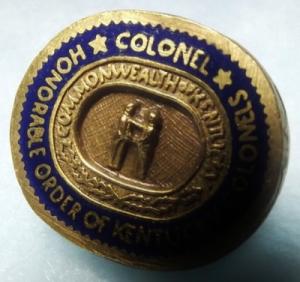 COLONEL
HONORABLE ORDER OF KENTUCKY COLONELS
COMMONWEALTH OF KENTUCKY